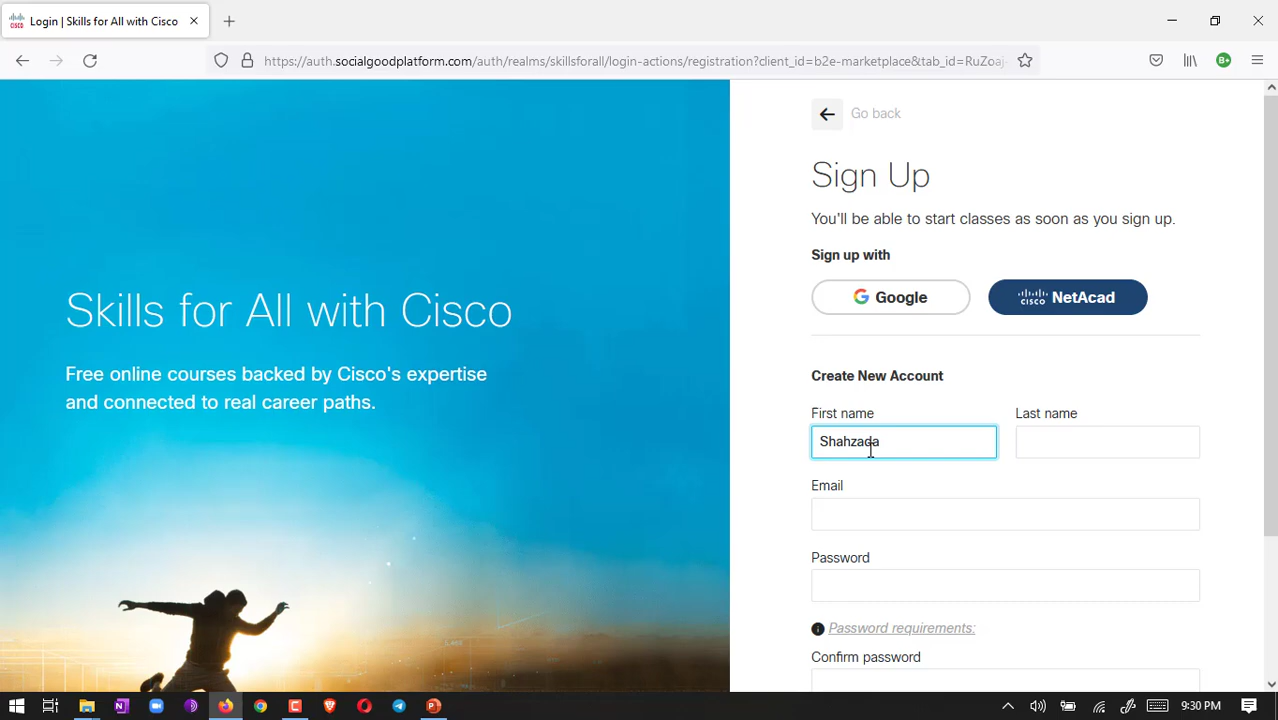 Login | Skills for All with Cisco
https://auth.socialgoodplatform.com/auth/realms/skillsforall/login-actions/registration?client_id=b2e-marketplace&tab_id=RuZoaj
Go back
Sign Up
You'll be able to start classes as soon as you sign up.
Sign up with
Google
CISCO NetAcad
Skills for All with Cisco
Free online courses backed by Cisco's expertise
and connected to real career paths.
Create New Account
First name Last name
Shahzada
Email
Password
Password requirements:
Confirm password
9:30 PM